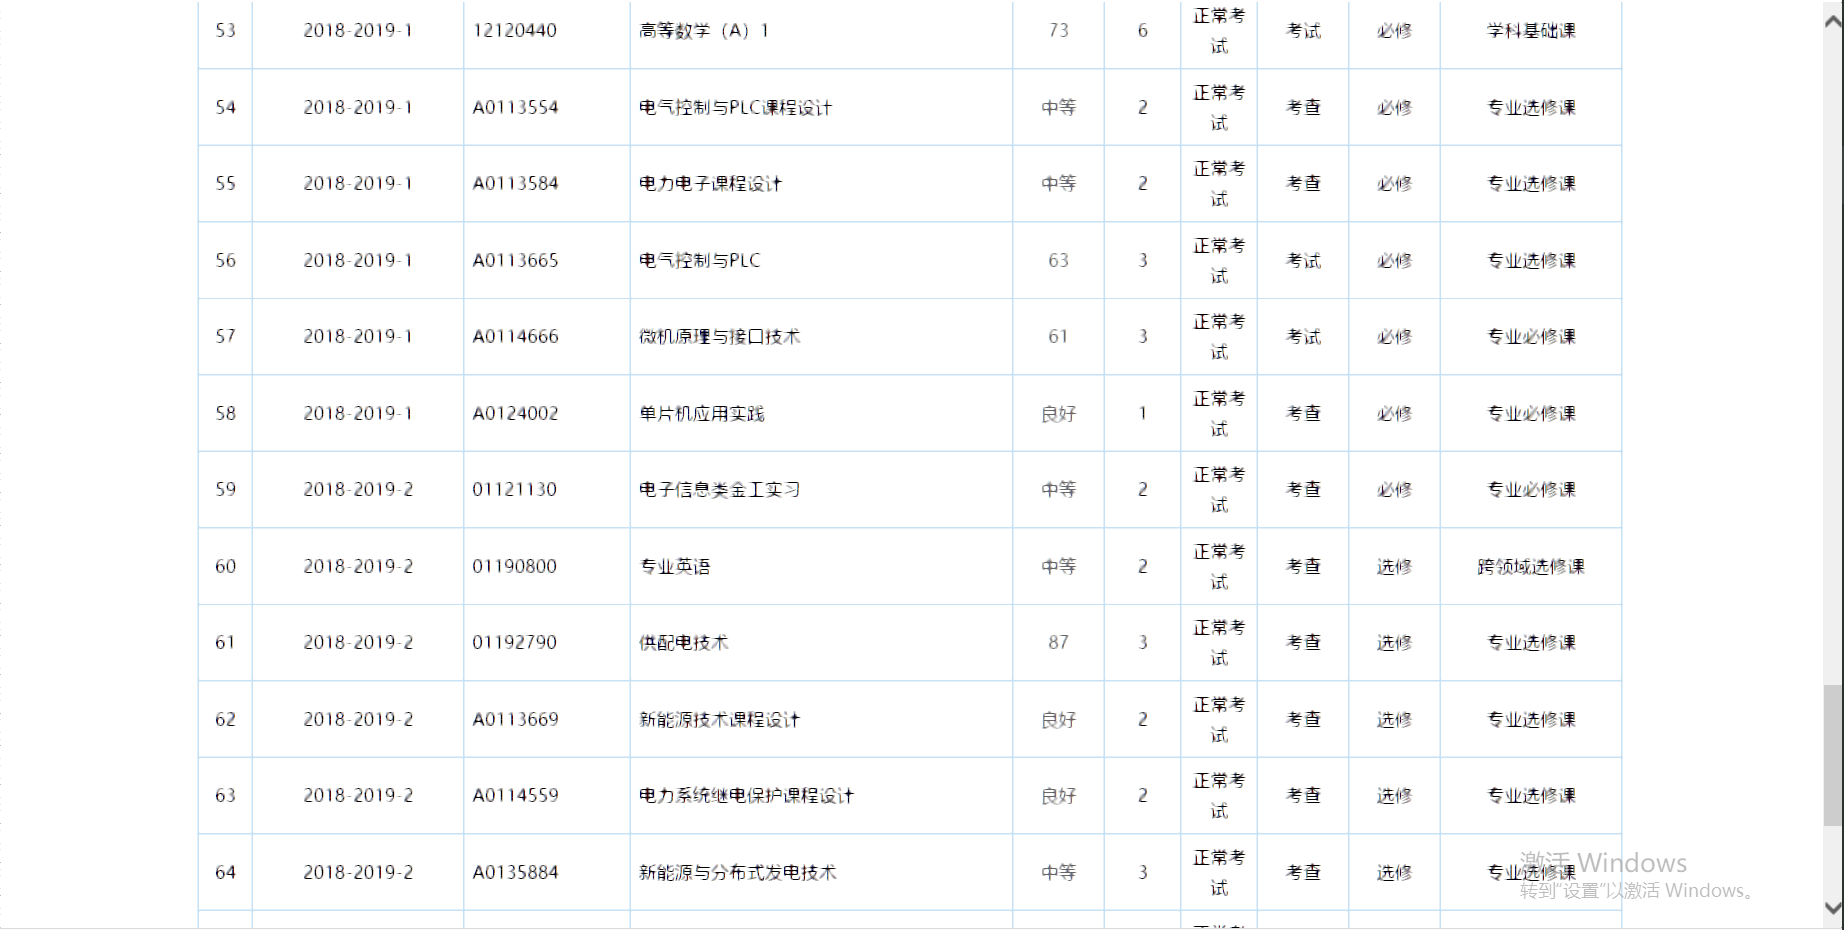 53 2018-2019-1 12120440 高等数学（A）1 73 6 正常考试 考试 必修 学科基础课
54 2018-2019-1 A0113554 电气控制与PLC课程设计 中等 2 正常考试 考查 必修 专业选修课
55 2018-2019-1 A0113584 电力电子课程设计 中等 2 正常考试 考查 必修 专业选修课
56 2018-2019-1 A0113665 电气控制与PLC 63 3 正常考试 考试 必修 专业选修课
57 2018-2019-1 A0114666 微机原理与接口技术 61 3 正常考试 考试 必修 专业必修课
58 2018-2019-1 A0124002 单片机应用实践 良好 1 正常考试 考查 必修 专业必修课
59 2018-2019-2 01121130 电子信息类金工实习 中等 2 正常考试 考查 必修 专业必修课
60 2018-2019-2 01190800 专业英语 中等 2 正常考试 考查 选修 跨领域选修课
61 2018-2019-2 01192790 供配电技术 87 3 正常考试 考查 选修 专业选修课
62 2018-2019-2 A0113669 新能源技术课程设计 良好 2 正常考试 考查 选修 专业选修课
63 2018-2019-2 A0114559 电力系统继电保护课程设计 良好 2 正常考试 考查 选修 专业选修课
64 2018-2019-2 A0135884 新能源与分布式发电技术 中等 3 正常考试 考查 选修 专业选修课
激活 Windows
转到“设置”以激活 Windows。